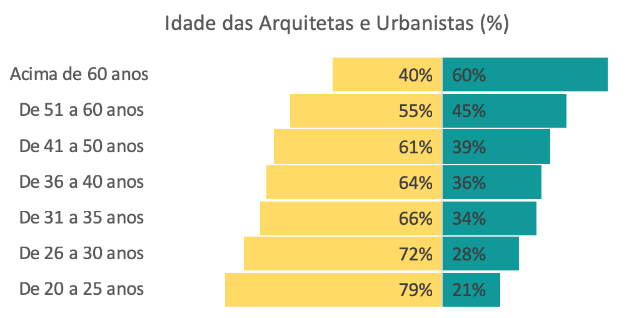 Idade das Arquitetas e Urbanistas (%)
Acima de 60 anos 40% 60%
De 51 a 60 anos 55% 45%
De 41 a 50 anos 61% 39%
De 36 a 40 anos 64% 36%
De 31 a 35 anos 66% 34%
De 26 a 30 anos 72% 28%
De 20 a 25 anos 79% 21%